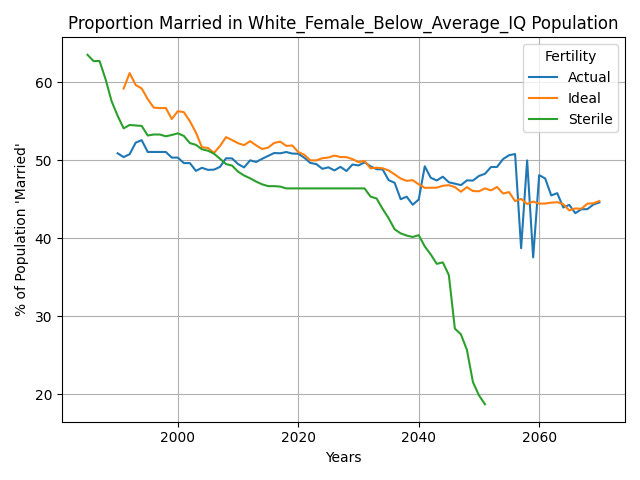 Proportion Married in White_Female_Below_Average_IQ Population
% of Population 'Married'
60
50
40
30
20
2000
2020
2040
2060
Years
Fertility
Actual
Ideal
Sterile